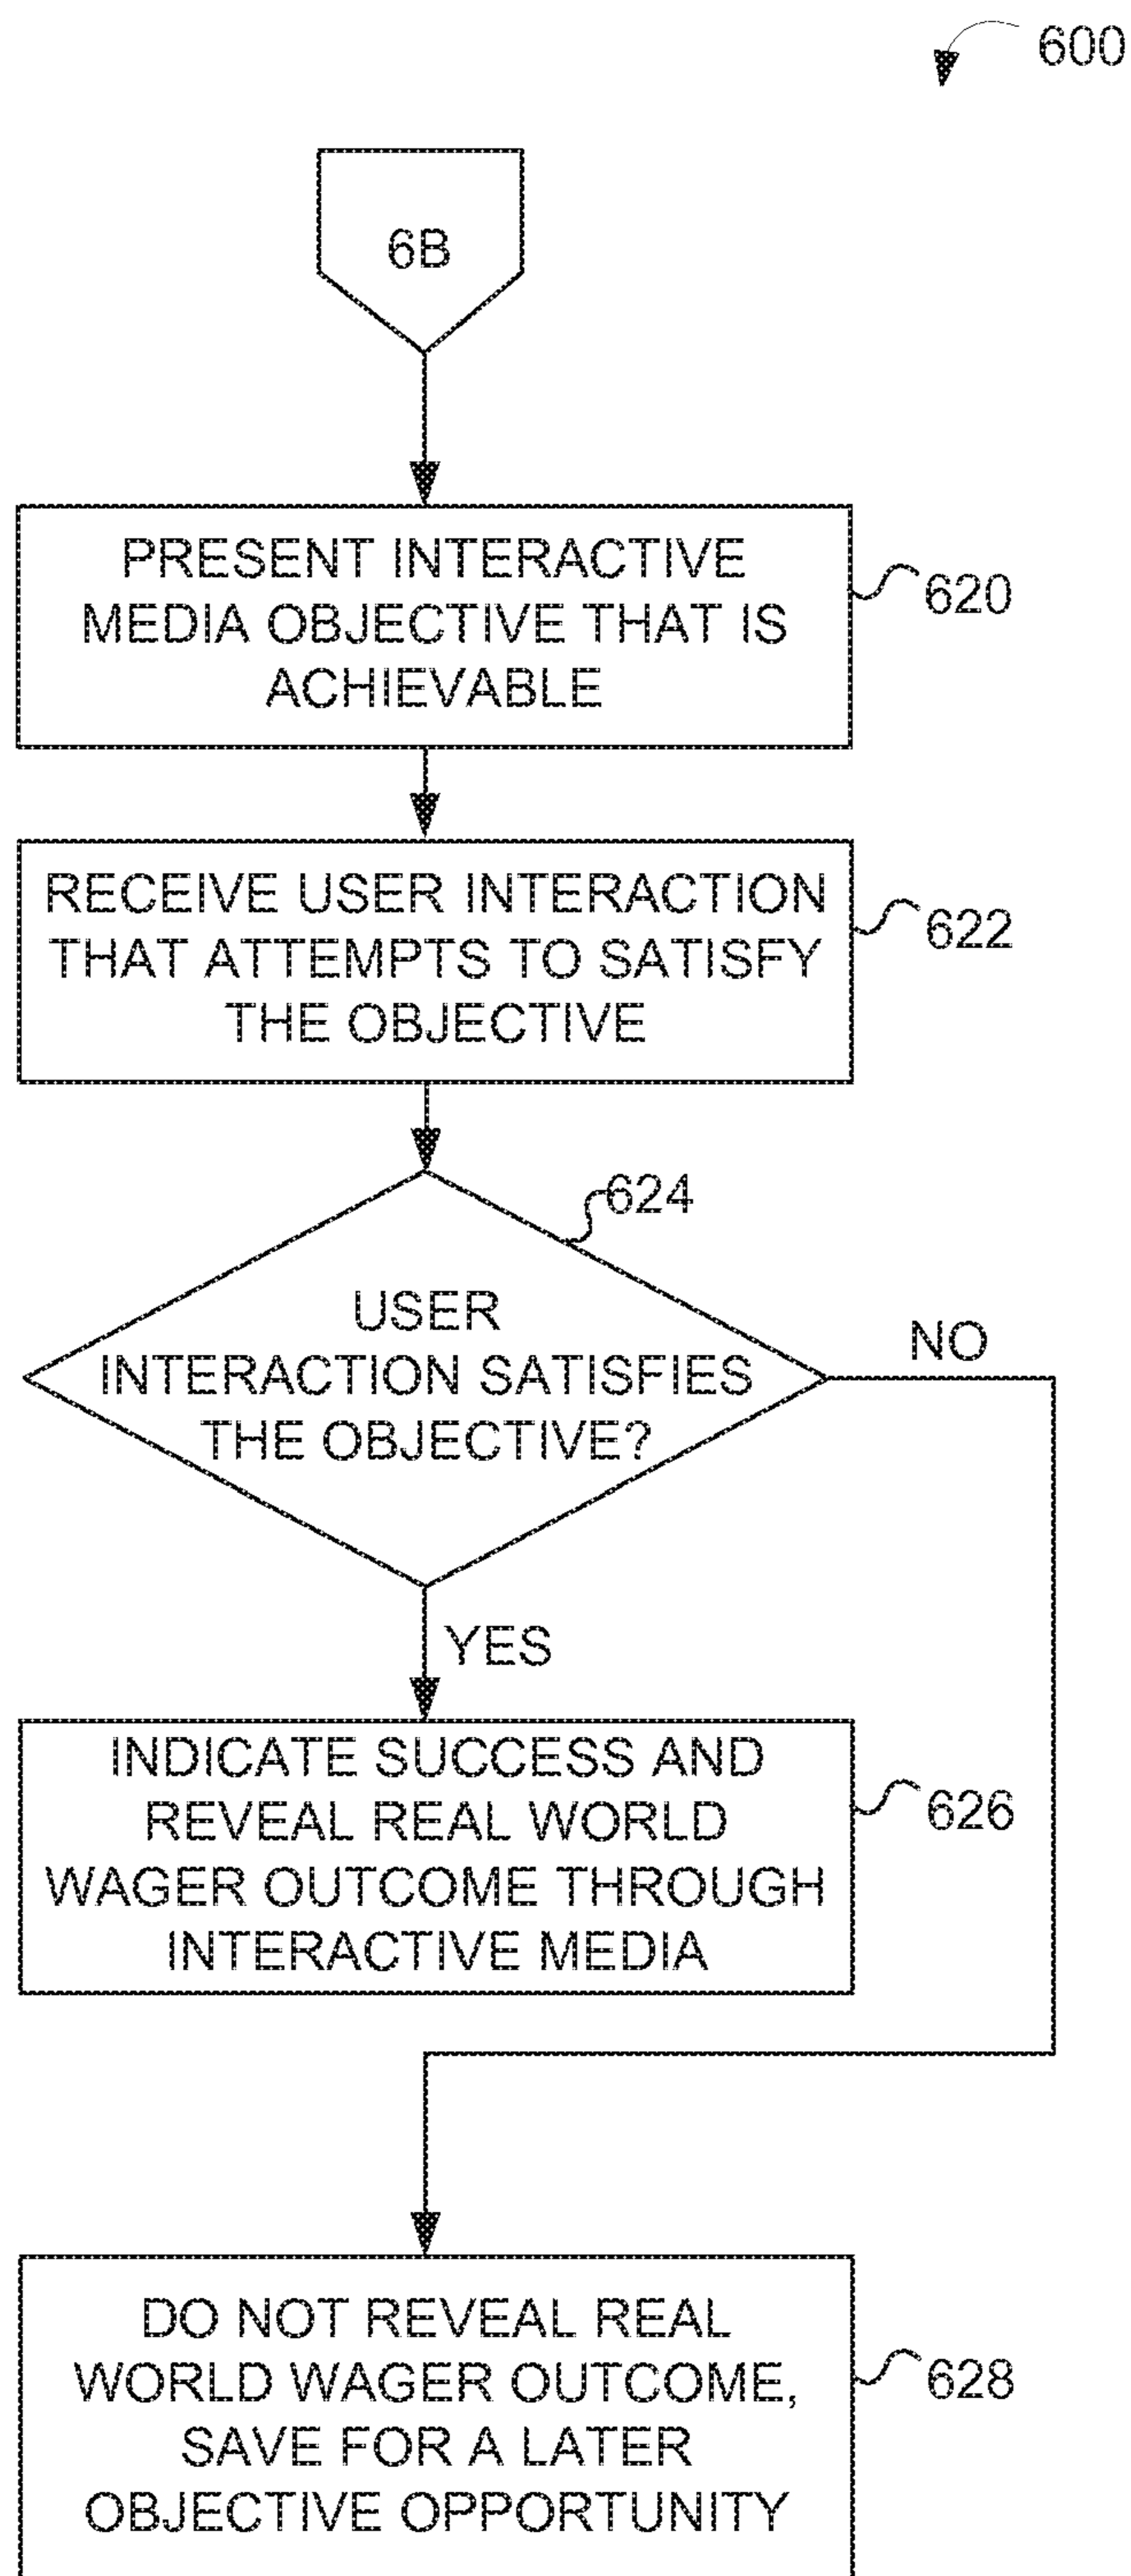 600
6B
PRESENT INTERACTIVE
MEDIA OBJECTIVE THAT IS
ACHIEVABLE
620
RECEIVE USER INTERACTION
THAT ATTEMPTS TO SATISFY
THE OBJECTIVE
622
624
USER
INTERACTION SATISFIES
THE OBJECTIVE?
NO
YES
INDICATE SUCCESS AND
REVEAL REAL WORLD
WAGER OUTCOME THROUGH
INTERACTIVE MEDIA
626
DO NOT REVEAL REAL
WORLD WAGER OUTCOME,
SAVE FOR A LATER
OBJECTIVE OPPORTUNITY
628